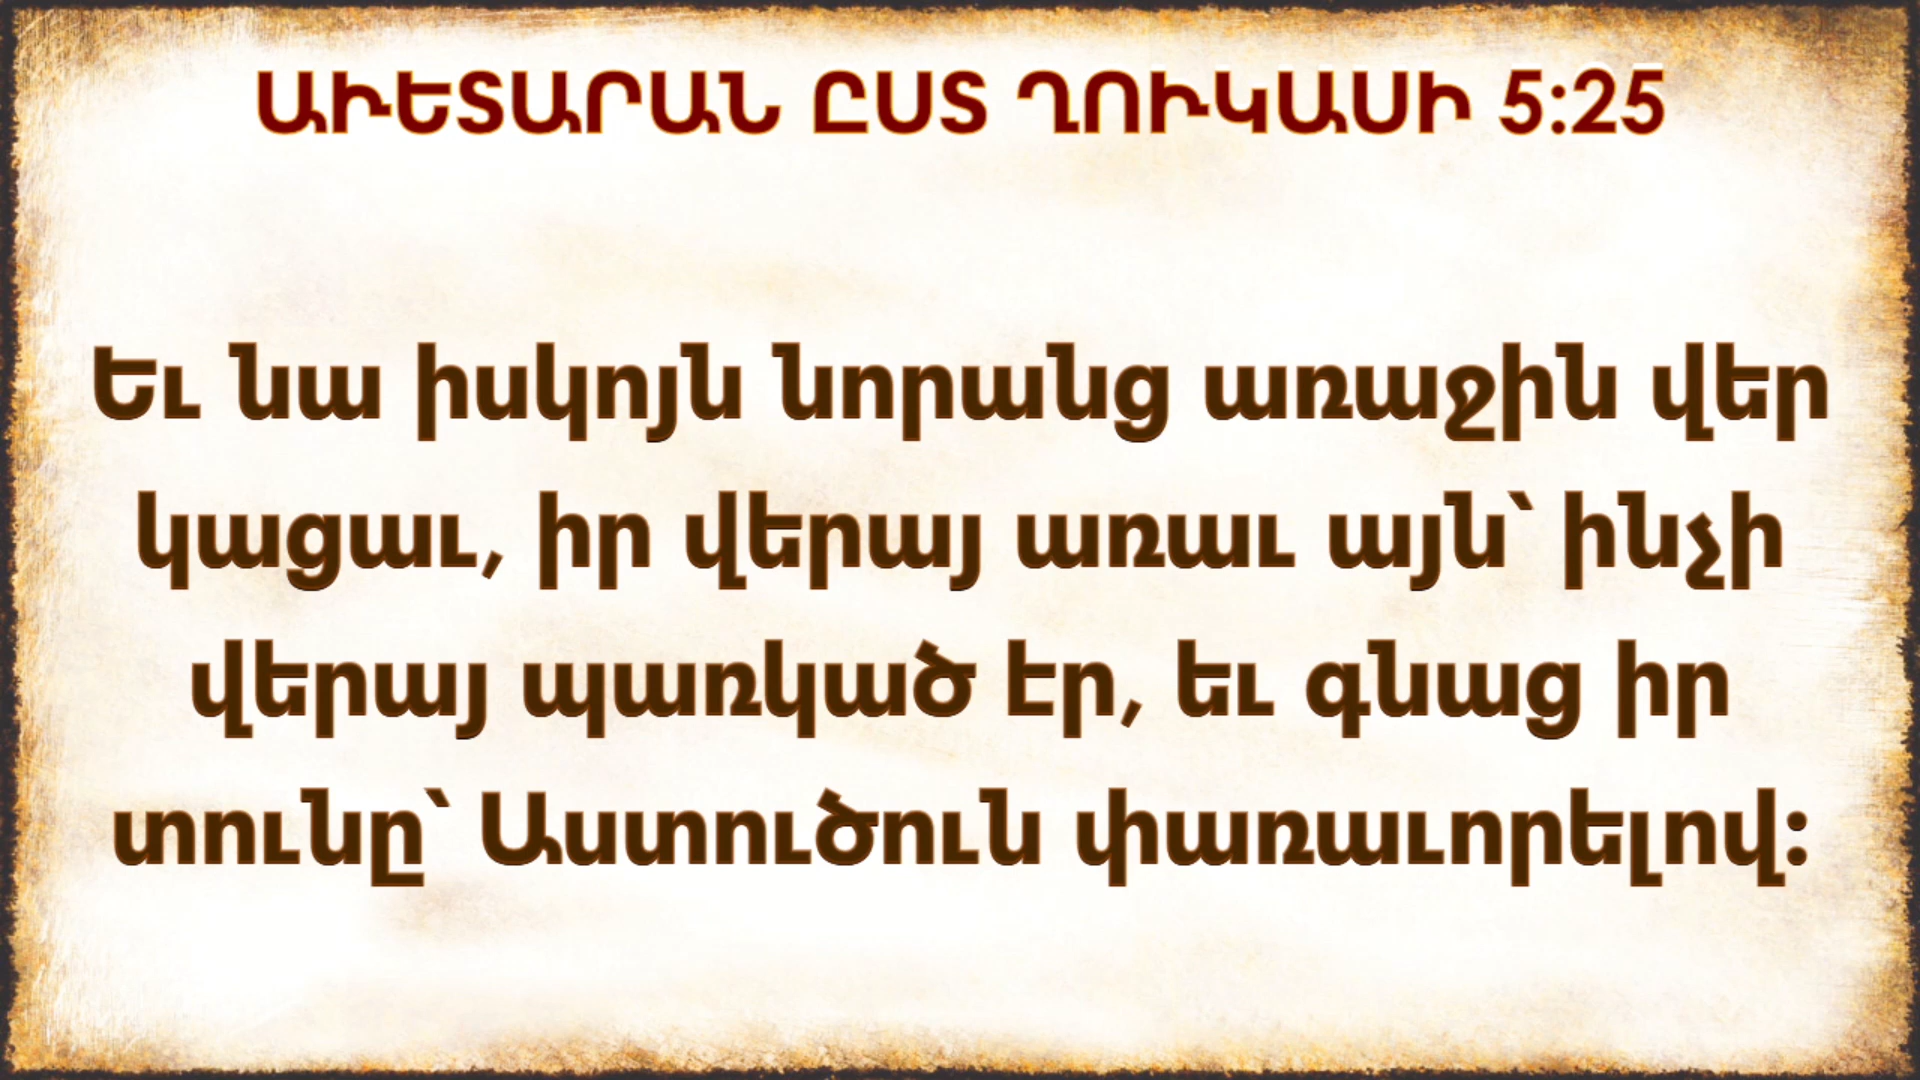 ԱՒԵՏԱՐԱՆ ԸՍՏ ՂՈՒԿԱՍԻ 5:25
Եւ նա իսկոյն նորանց առաջին վեր
կացաւ, իր վերայ առաւ այն՝ ինչի
վերայ պառկած էր, եւ գնաց իր
տունը՝ Աստուծուն փառաւորելով։